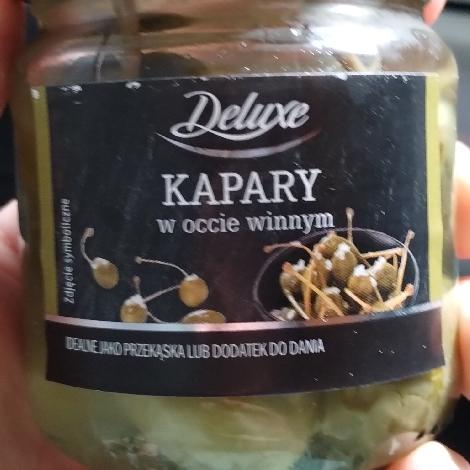 Deluxe
KAPARY
w occie winnym
Zdjęcie symboliczne
IDEALNE JAKO PRZEKĄSKA LUB DODATEK DO DANIA